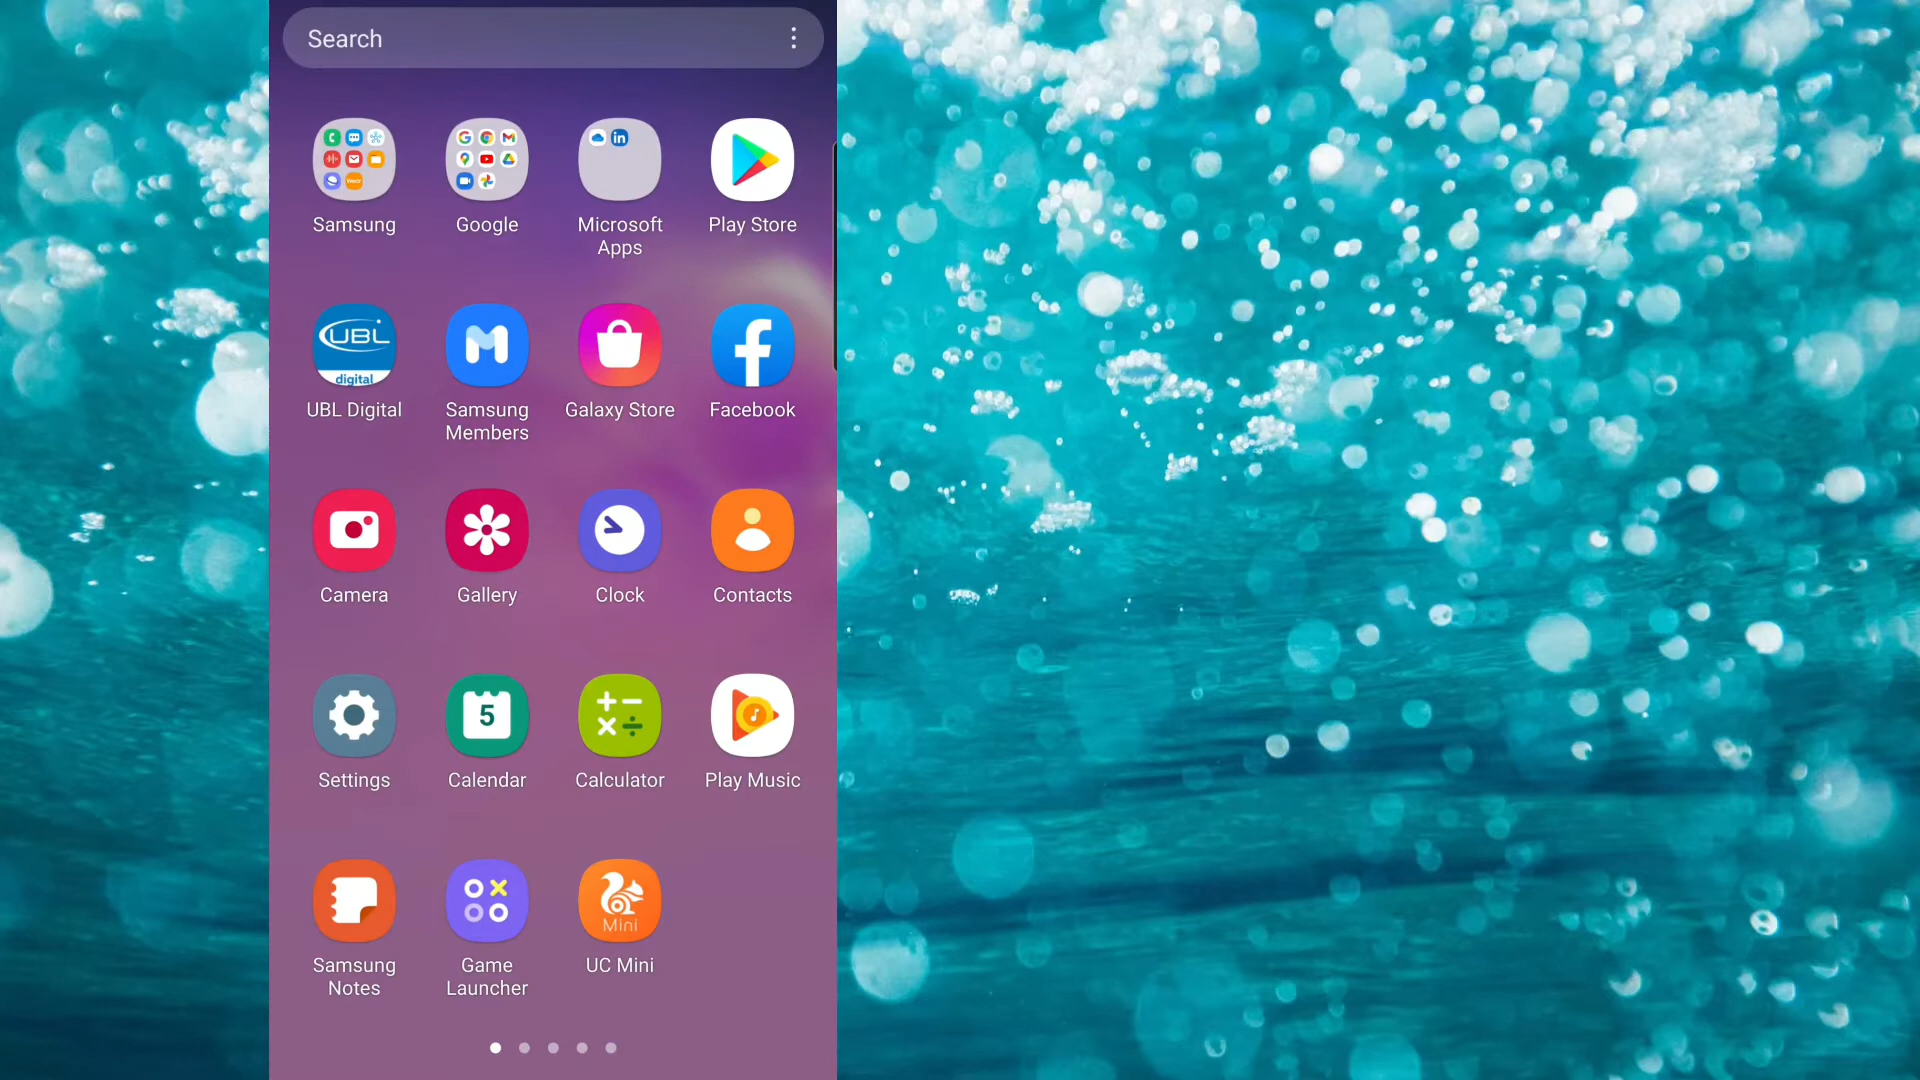 Search
Samsung
Google
Microsoft
Apps
Play Store
UBL
digital
UBL Digital
Samsung
Members
Galaxy Store
Facebook
Camera
Gallery
Clock
Contacts
Settings
5
Calendar
Calculator
Play Music
Samsung
Notes
Game
Launcher
Mini
UC Mini